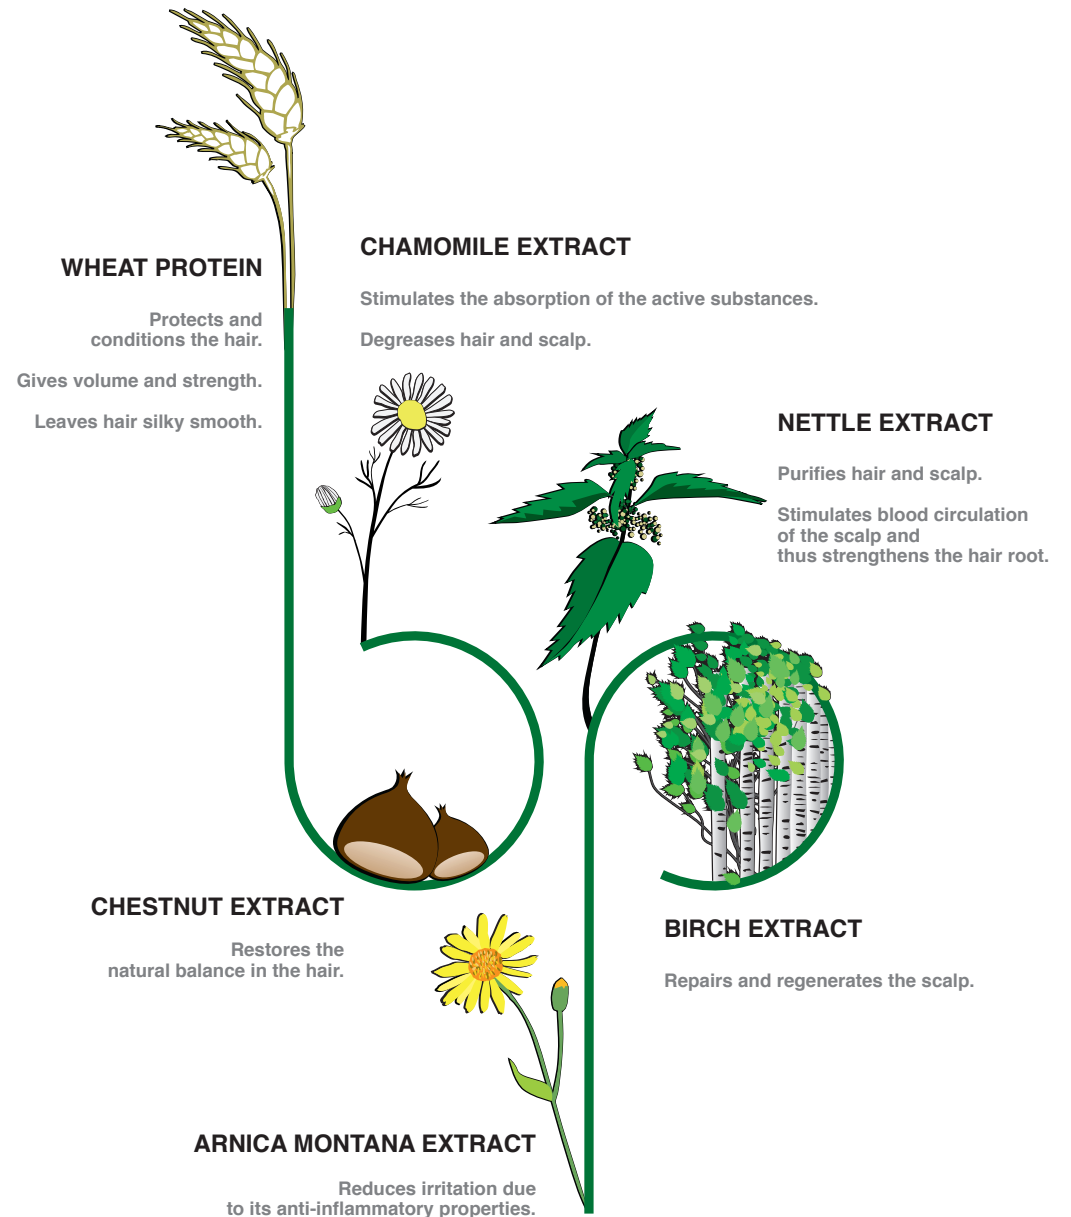 WHEAT PROTEIN
Protects and
conditions the hair.
Gives volume and strength.
Leaves hair silky smooth.
CHAMOMILE EXTRACT
Stimulates the absorption of the active substances.
Degreases hair and scalp.
NETTLE EXTRACT
Purifies hair and scalp.
Stimulates blood circulation
of the scalp and
thus strengthens the hair root.
CHESTNUT EXTRACT
Restores the
natural balance in the hair.
BIRCH EXTRACT
Repairs and regenerates the scalp.
ARNICA MONTANA EXTRACT
Reduces irritation due
to its anti-inflammatory properties.